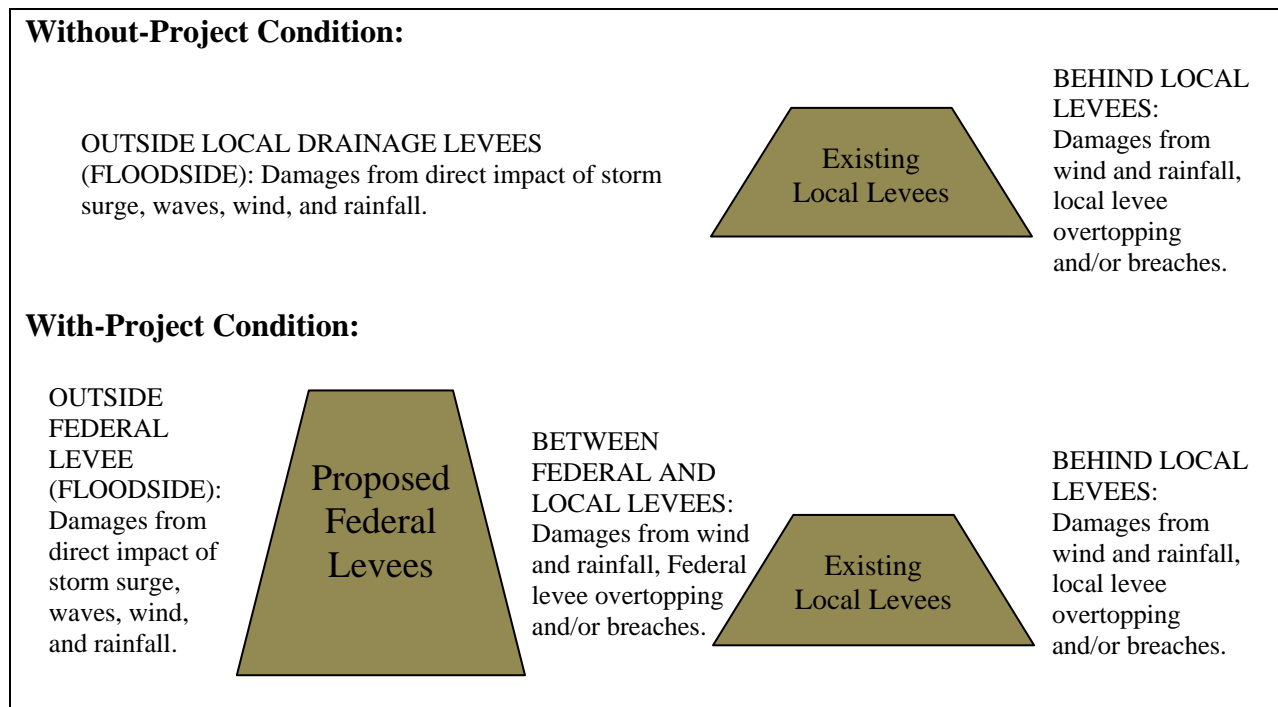 Without-Project Condition:
OUTSIDE LOCAL DRAINAGE LEVEES
(FLOODSIDE): Damages from direct impact of storm
surge, waves, wind, and rainfall.
Existing
Local Levees
BEHIND LOCAL
LEVEES:
Damages from
wind and rainfall,
local levee
overtopping
and/or breaches.
With-Project Condition:
OUTSIDE
FEDERAL
LEVEE
(FLOODSIDE):
Damages from
direct impact of
storm surge,
waves, wind,
and rainfall.
Proposed
Federal
Levees
BETWEEN
FEDERAL AND
LOCAL LEVEES:
Damages from wind
and rainfall, Federal
levee overtopping
and/or breaches.
Existing
Local Levees
BEHIND LOCAL
LEVEES:
Damages from
wind and rainfall,
local levee
overtopping
and/or breaches.